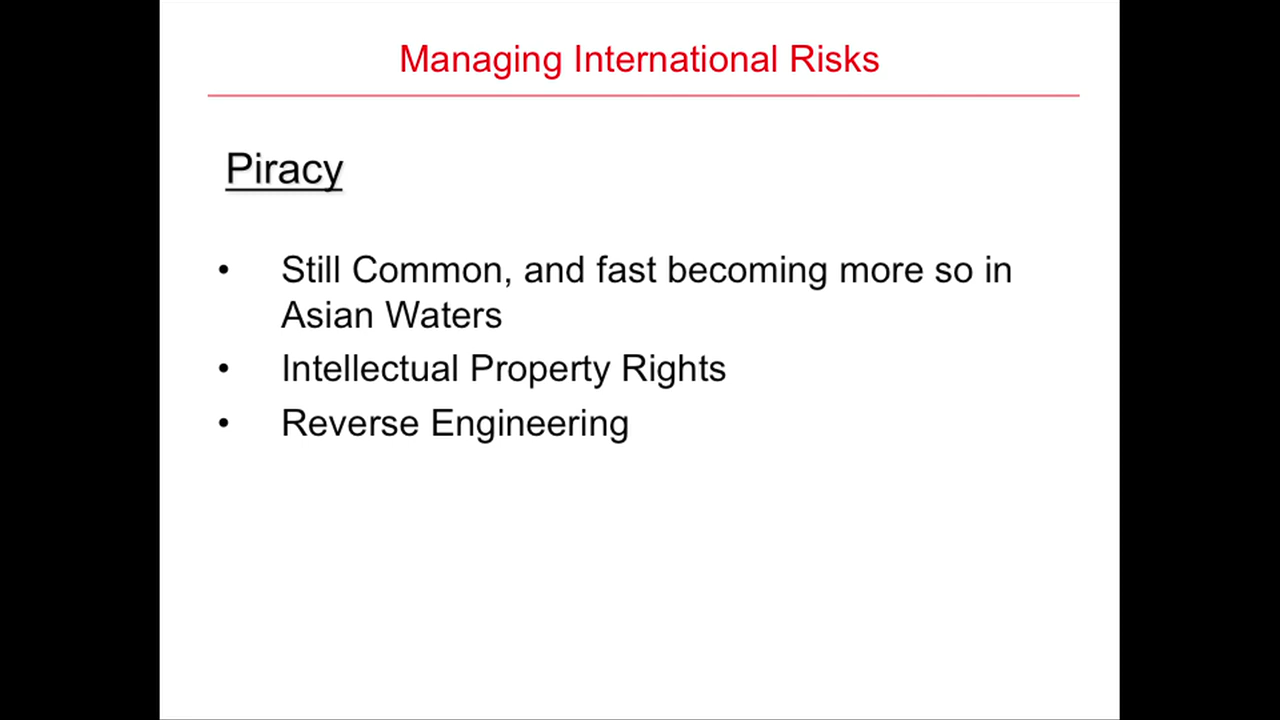 Managing International Risks
Piracy
• Still Common, and fast becoming more so in
Asian Waters
• Intellectual Property Rights
• Reverse Engineering